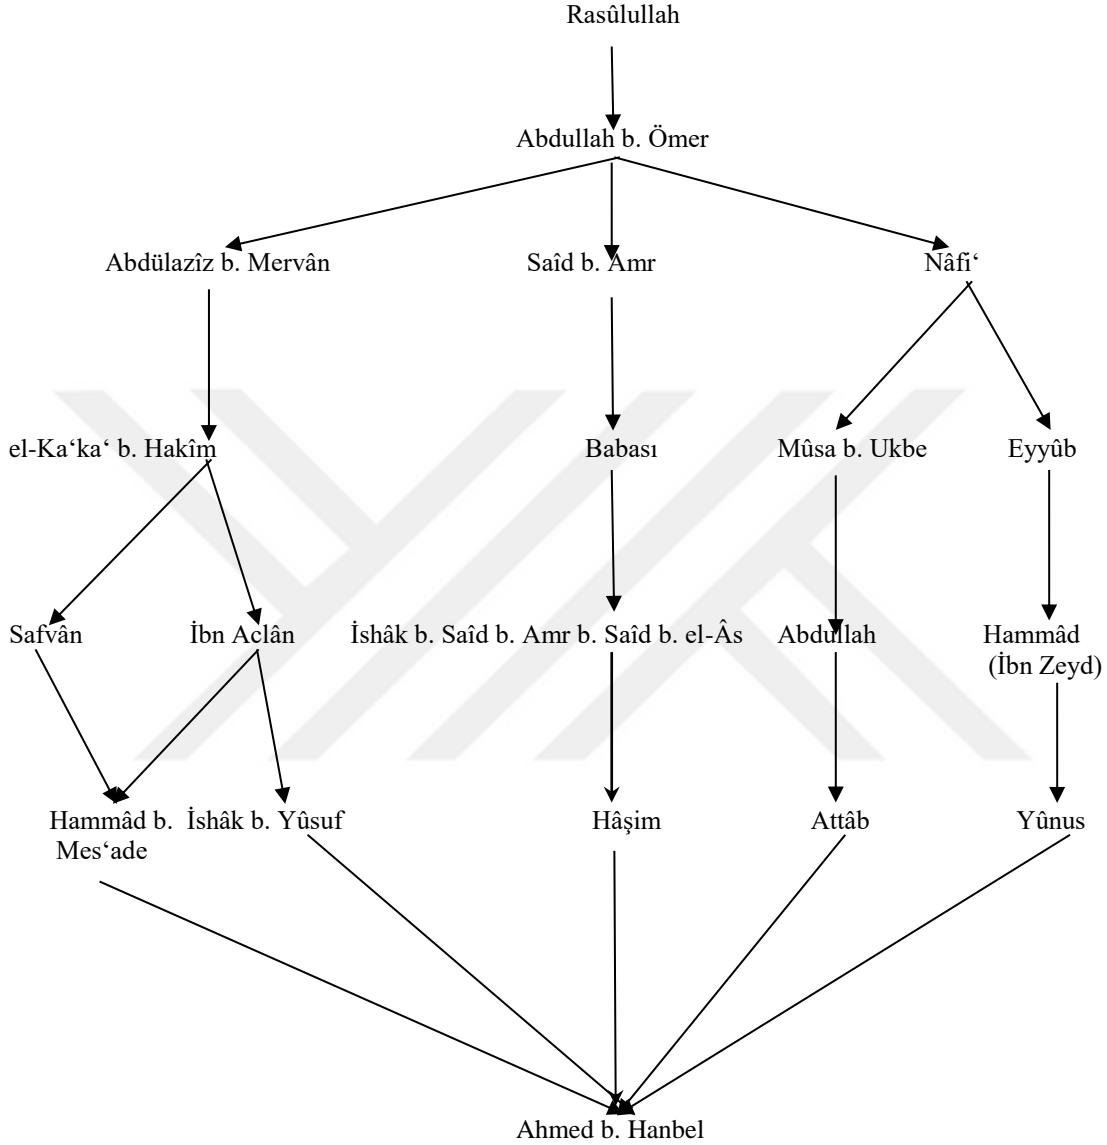 Rasûlullah
Abdullah b. Ömer
Abdülazîz b. Mervân
Saîd b. Amr
Nâfi‘
el-Ka‘ka‘ b. Hakîm
Babası
Mûsa b. Ukbe
Eyyûb
Safvân
İbn Aclân
İshâk b. Saîd b. Amr b. Saîd b. el-Âs
Abdullah
Hammâd
(İbn Zeyd)
Hammâd b.
Mes‘ade
İshâk b. Yûsuf
Hâşim
Attâb
Yûnus
Ahmed b. Hanbel